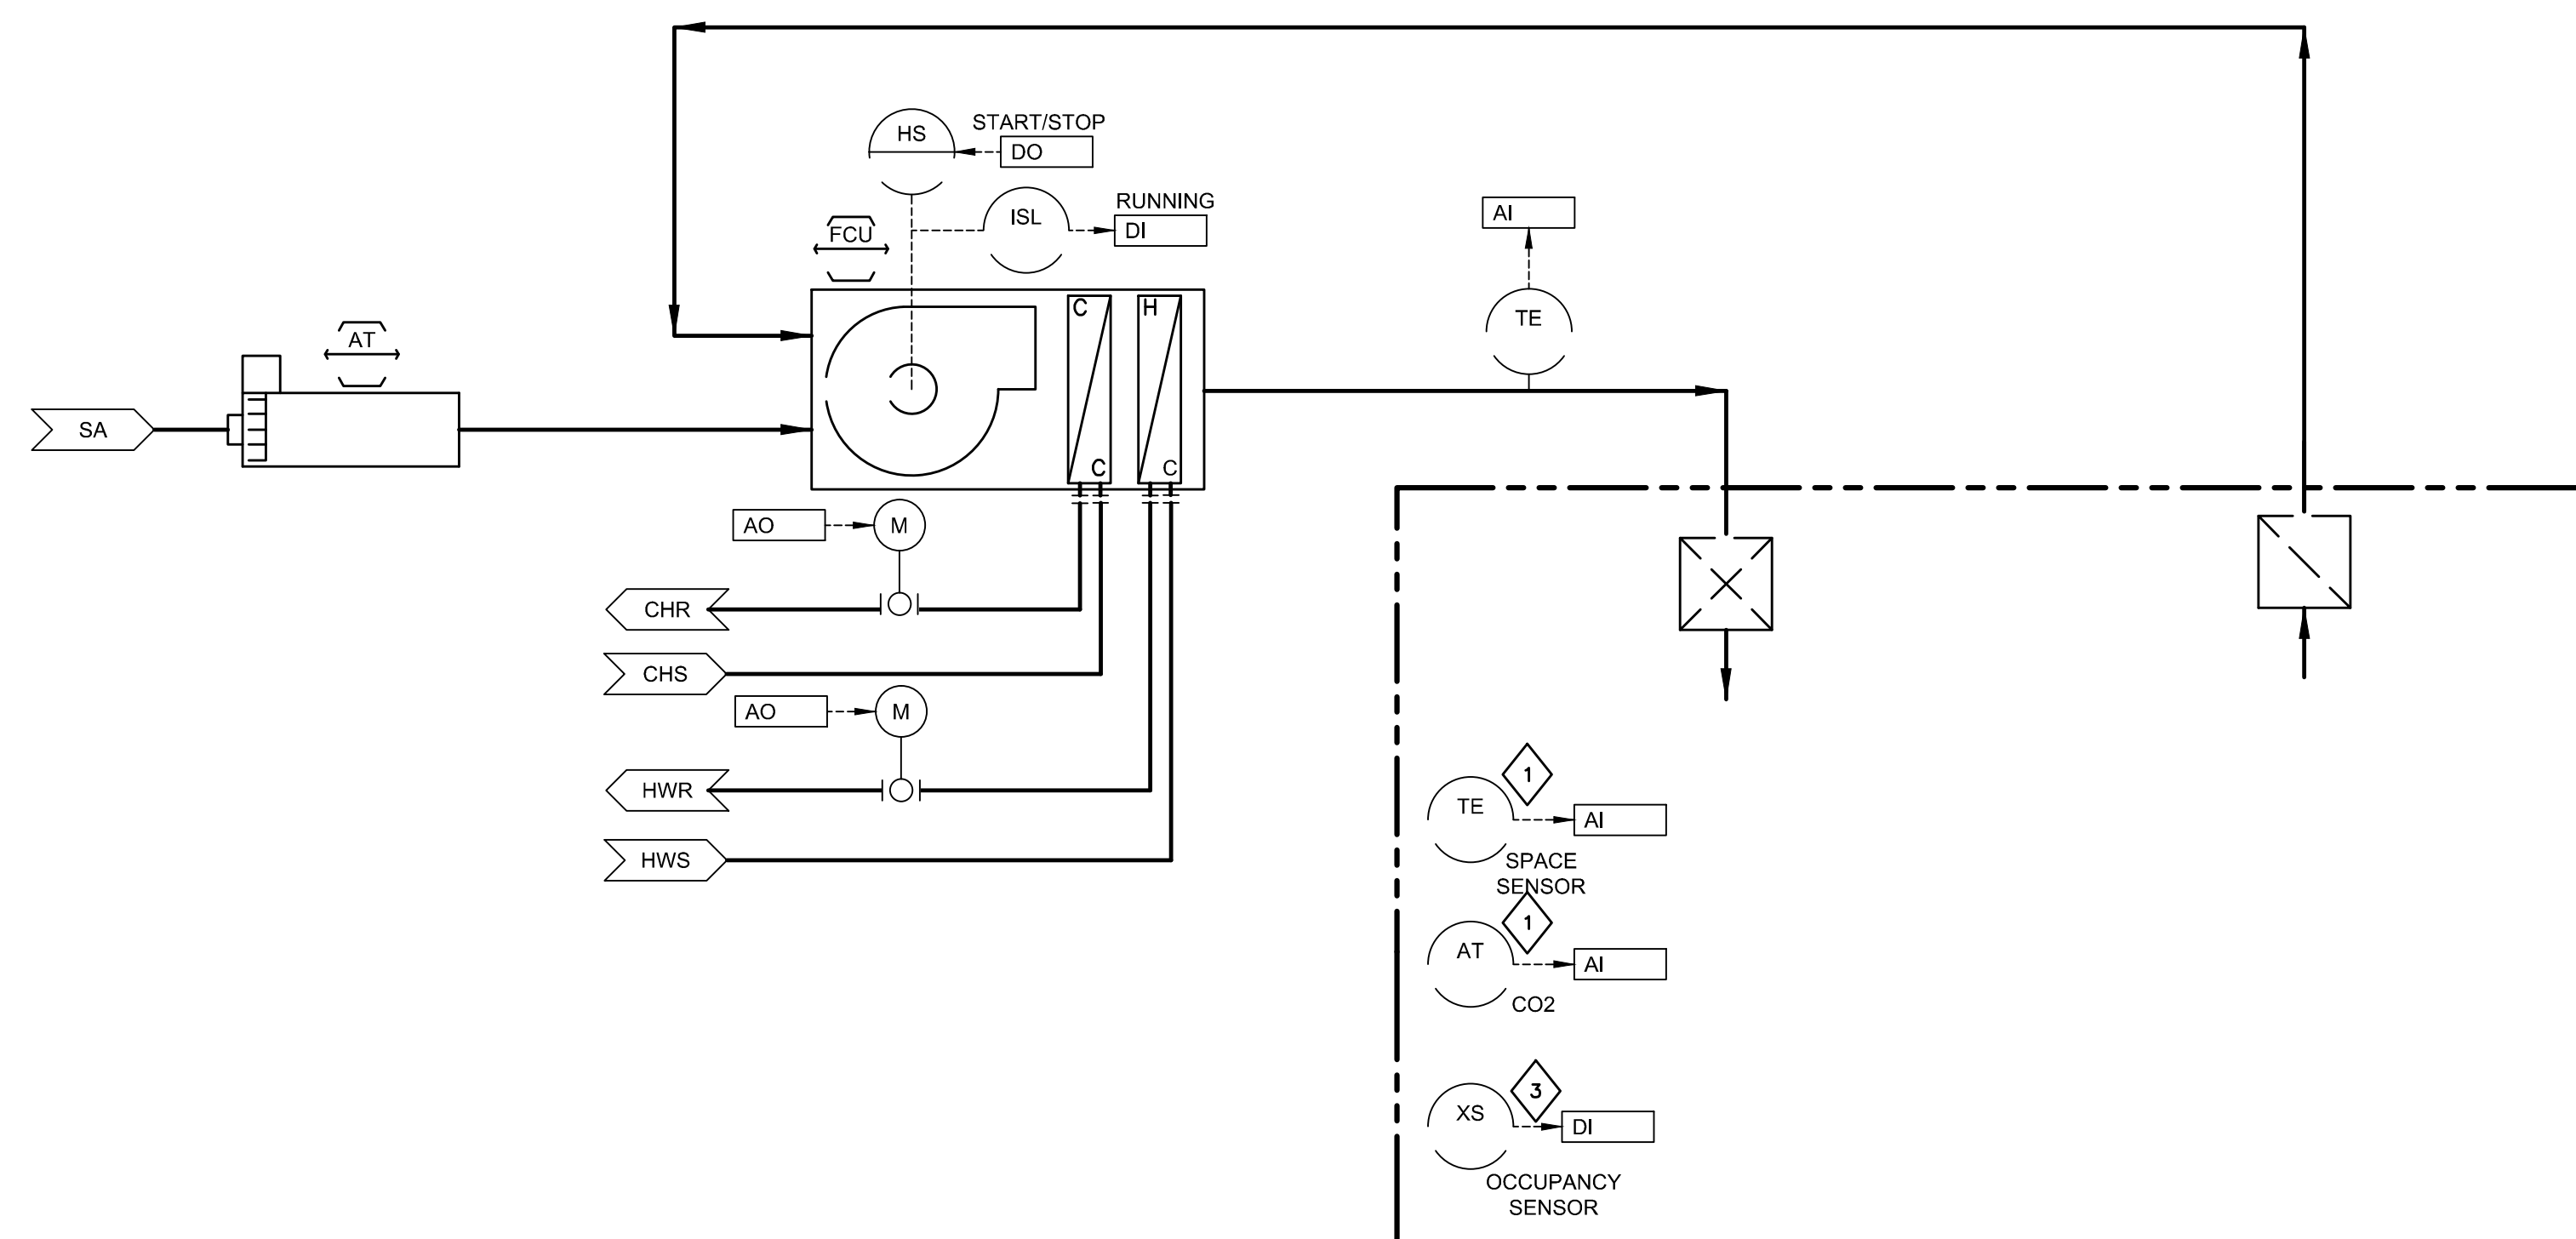 HS
START/STOP
DO
ISL
RUNNING
DI
FCU
AI
TE
AT
SA
C
C
H
C
AO
M
CHR
CHS
AO
M
HWR
HWS
1
TE
AI
SPACE
SENSOR
1
AT
AI
CO2
3
XS
DI
OCCUPANCY
SENSOR